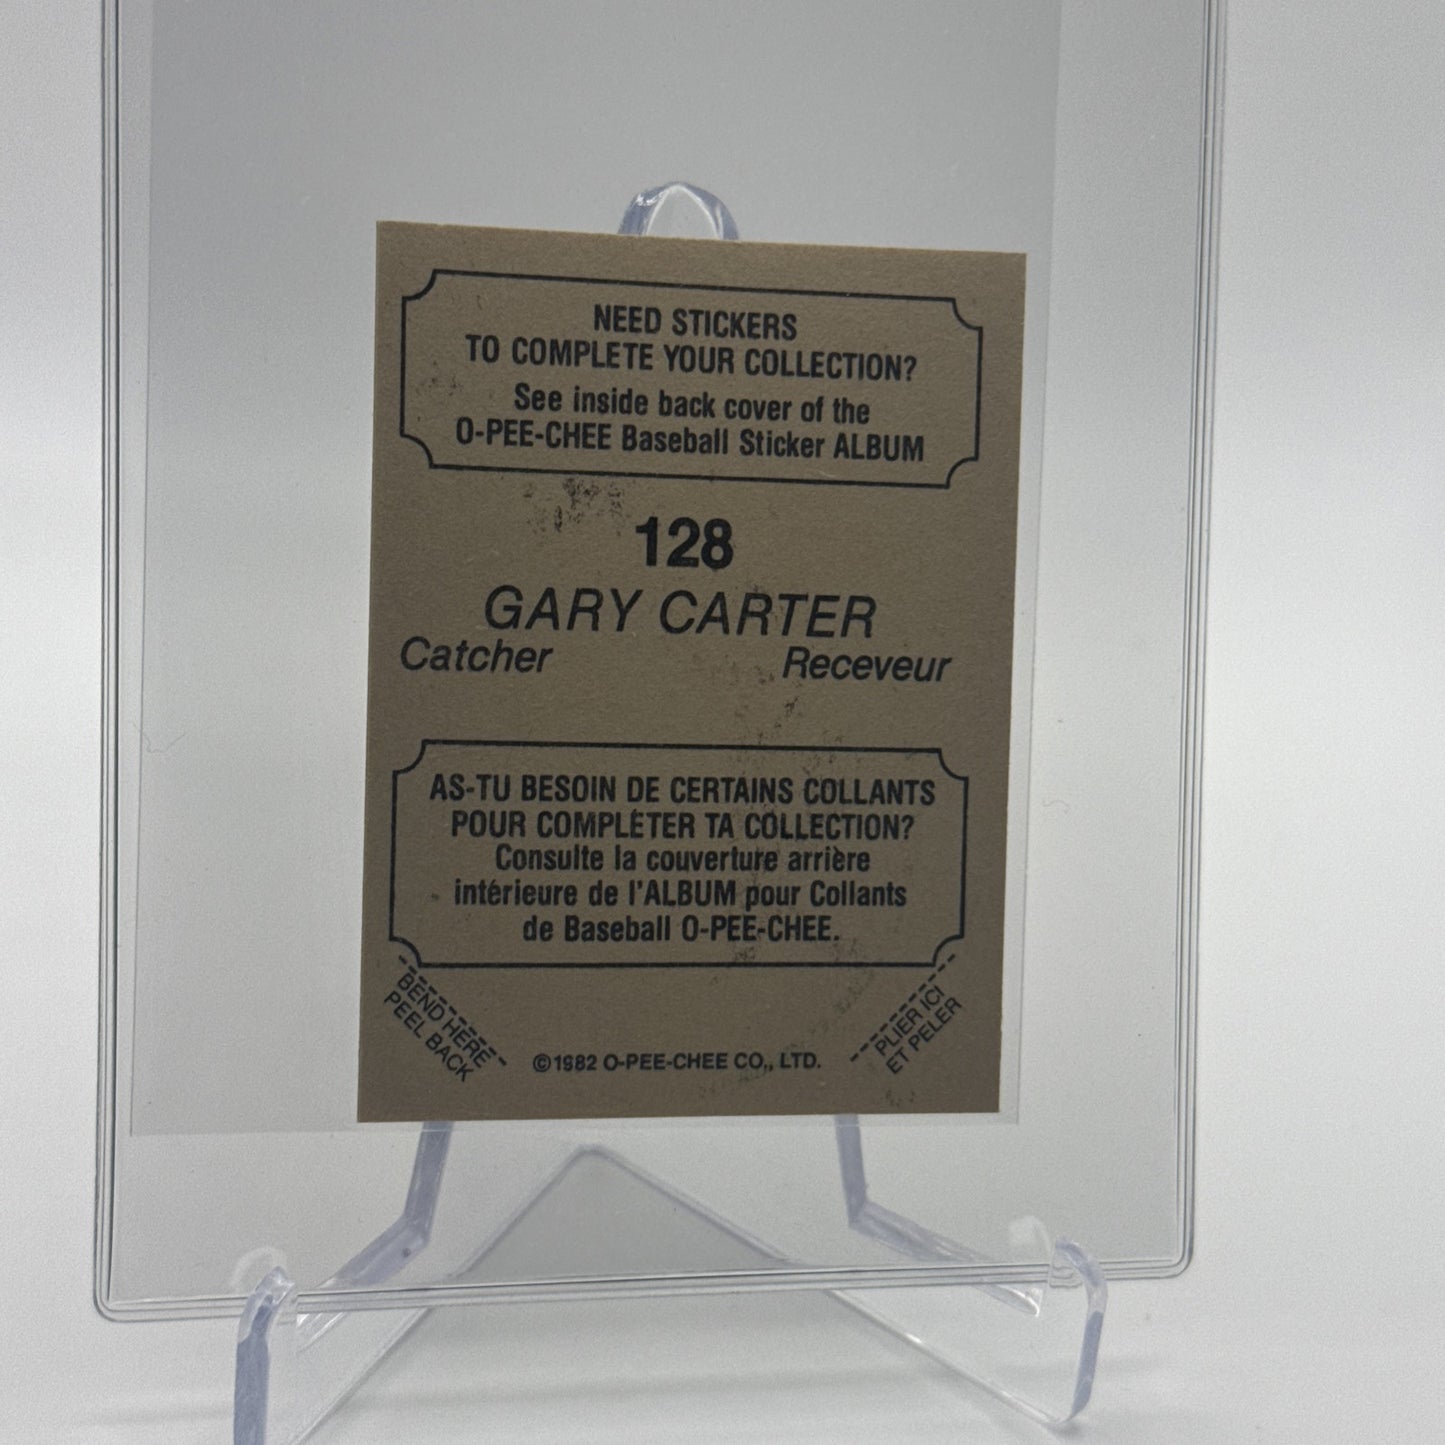 NEED STICKERS
TO COMPLETE YOUR COLLECTION?
See inside back cover of the
O-PEE-CHEE Baseball Sticker ALBUM
128
GARY CARTER
Catcher Receveur
AS-TU BESOIN DE CERTAINS COLLANTS
POUR COMPLÉTER TA COLLECTION?
Consulte la couverture arrière
intérieure de l'ALBUM pour Collants
de Baseball O-PEE-CHEE.
BEND HERE
PEEL BACK
©1982 O-PEE-CHEE CO., LTD.
PLIER ICI
ET PELER